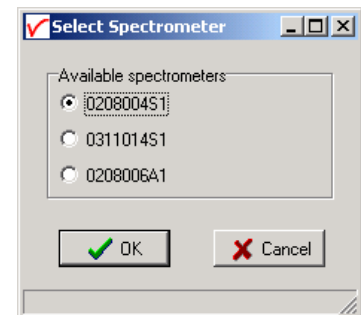 Select Spectrometer
Available spectrometers
0208004S1
0311014S1
0208006A1
OK
Cancel